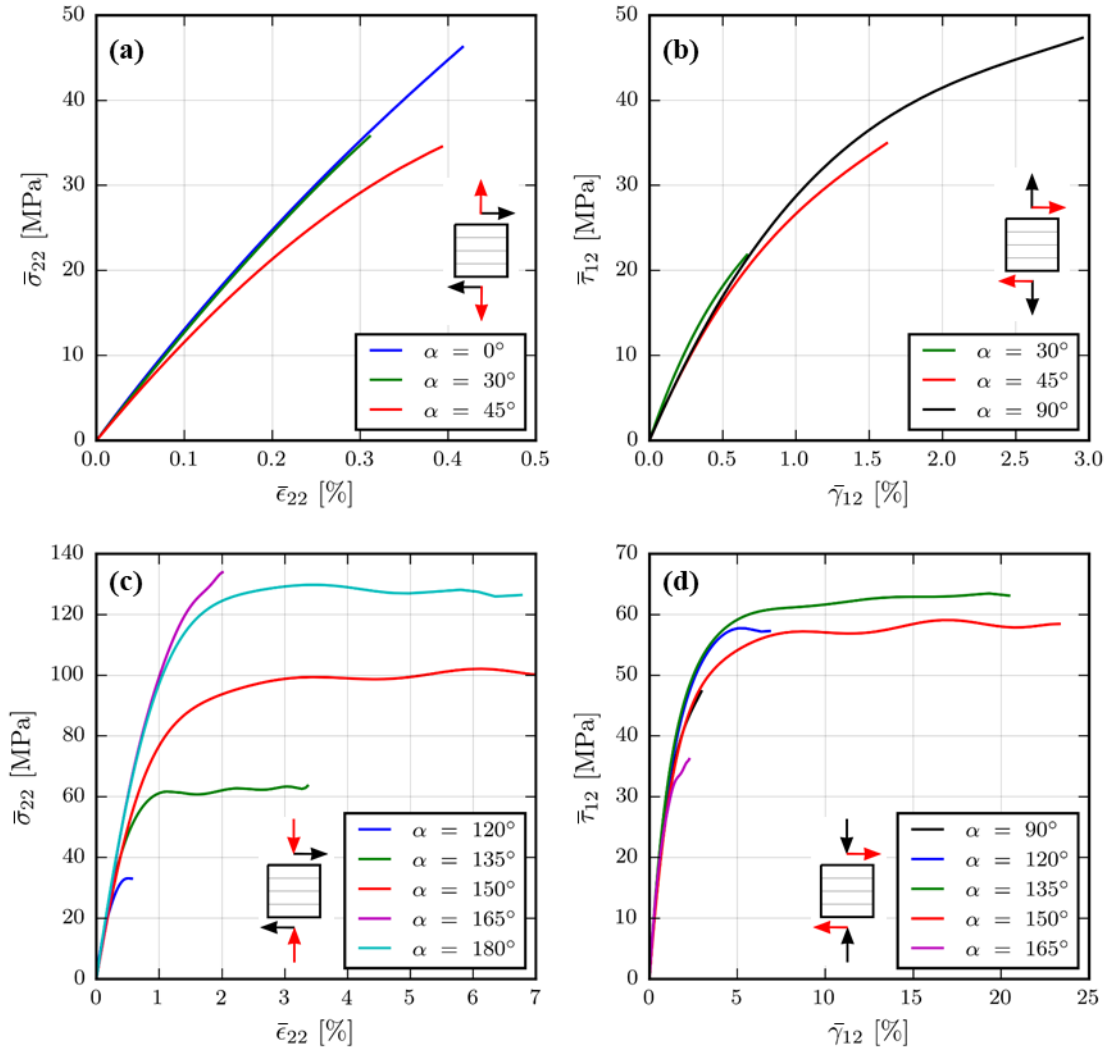 (a)
50
40
30
20
10
0
σ̄₂₂ [MPa]
α = 0°
α = 30°
α = 45°
0.0 0.1 0.2 0.3 0.4 0.5
ϵ̄₂₂ [%]
(b)
50
40
30
20
10
0
τ̄₁₂ [MPa]
α = 30°
α = 45°
α = 90°
0.0 0.5 1.0 1.5 2.0 2.5 3.0
γ̄₁₂ [%]
(c)
140
120
100
80
60
40
20
0
σ̄₂₂ [MPa]
α = 120°
α = 135°
α = 150°
α = 165°
α = 180°
0 1 2 3 4 5 6 7
ϵ̄₂₂ [%]
(d)
70
60
50
40
30
20
10
0
τ̄₁₂ [MPa]
α = 90°
α = 120°
α = 135°
α = 150°
α = 165°
0 5 10 15 20 25
γ̄₁₂ [%]